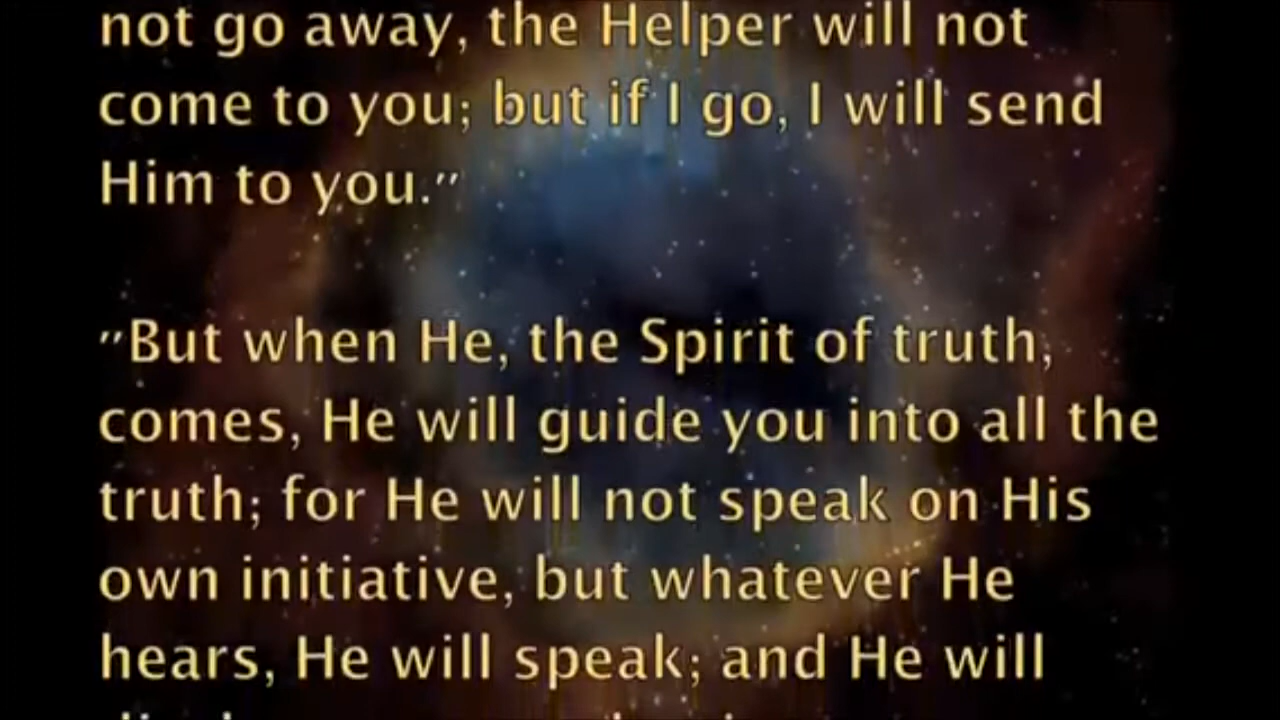 not go away, the Helper will not
come to you; but if I go, I will send
Him to you."
"But when He, the Spirit of truth,
comes, He will guide you into all the
truth; for He will not speak on His
own initiative, but whatever He
hears, He will speak; and He will